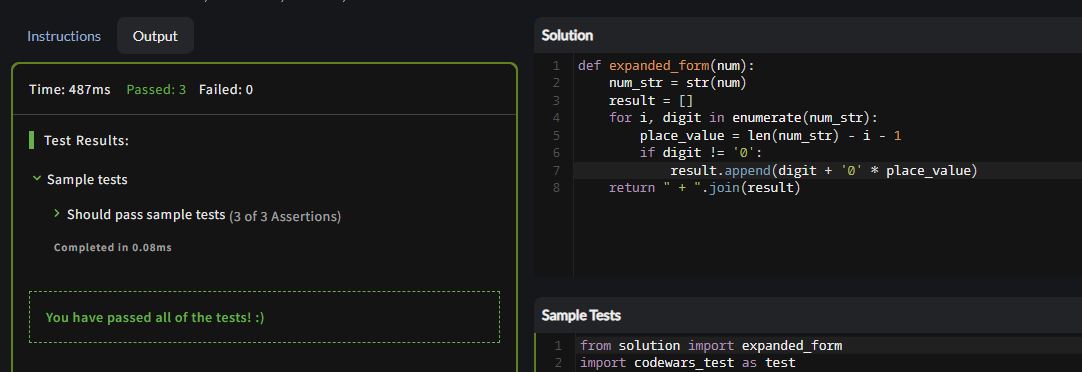 Instructions
Output
Time: 487ms Passed: 3 Failed: 0
Test Results:
Sample tests
Should pass sample tests (3 of 3 Assertions)
Completed in 0.08ms
You have passed all of the tests! :)
Solution
1 def expanded_form(num):
2     num_str = str(num)
3     result = []
4     for i, digit in enumerate(num_str):
5         place_value = len(num_str) - i - 1
6         if digit != '0':
7             result.append(digit + '0' * place_value)
8     return " + ".join(result)
Sample Tests
1 from solution import expanded_form
2 import codewars_test as test